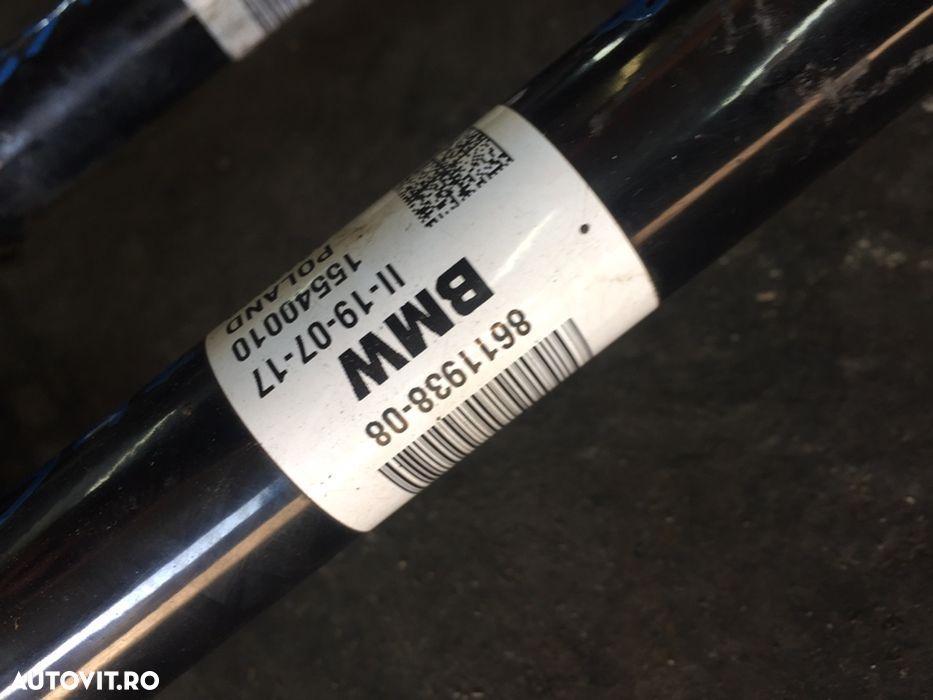 8611938-08
BMW
II-19-07-17
15540010
POLAND
AUTOVIT.RO